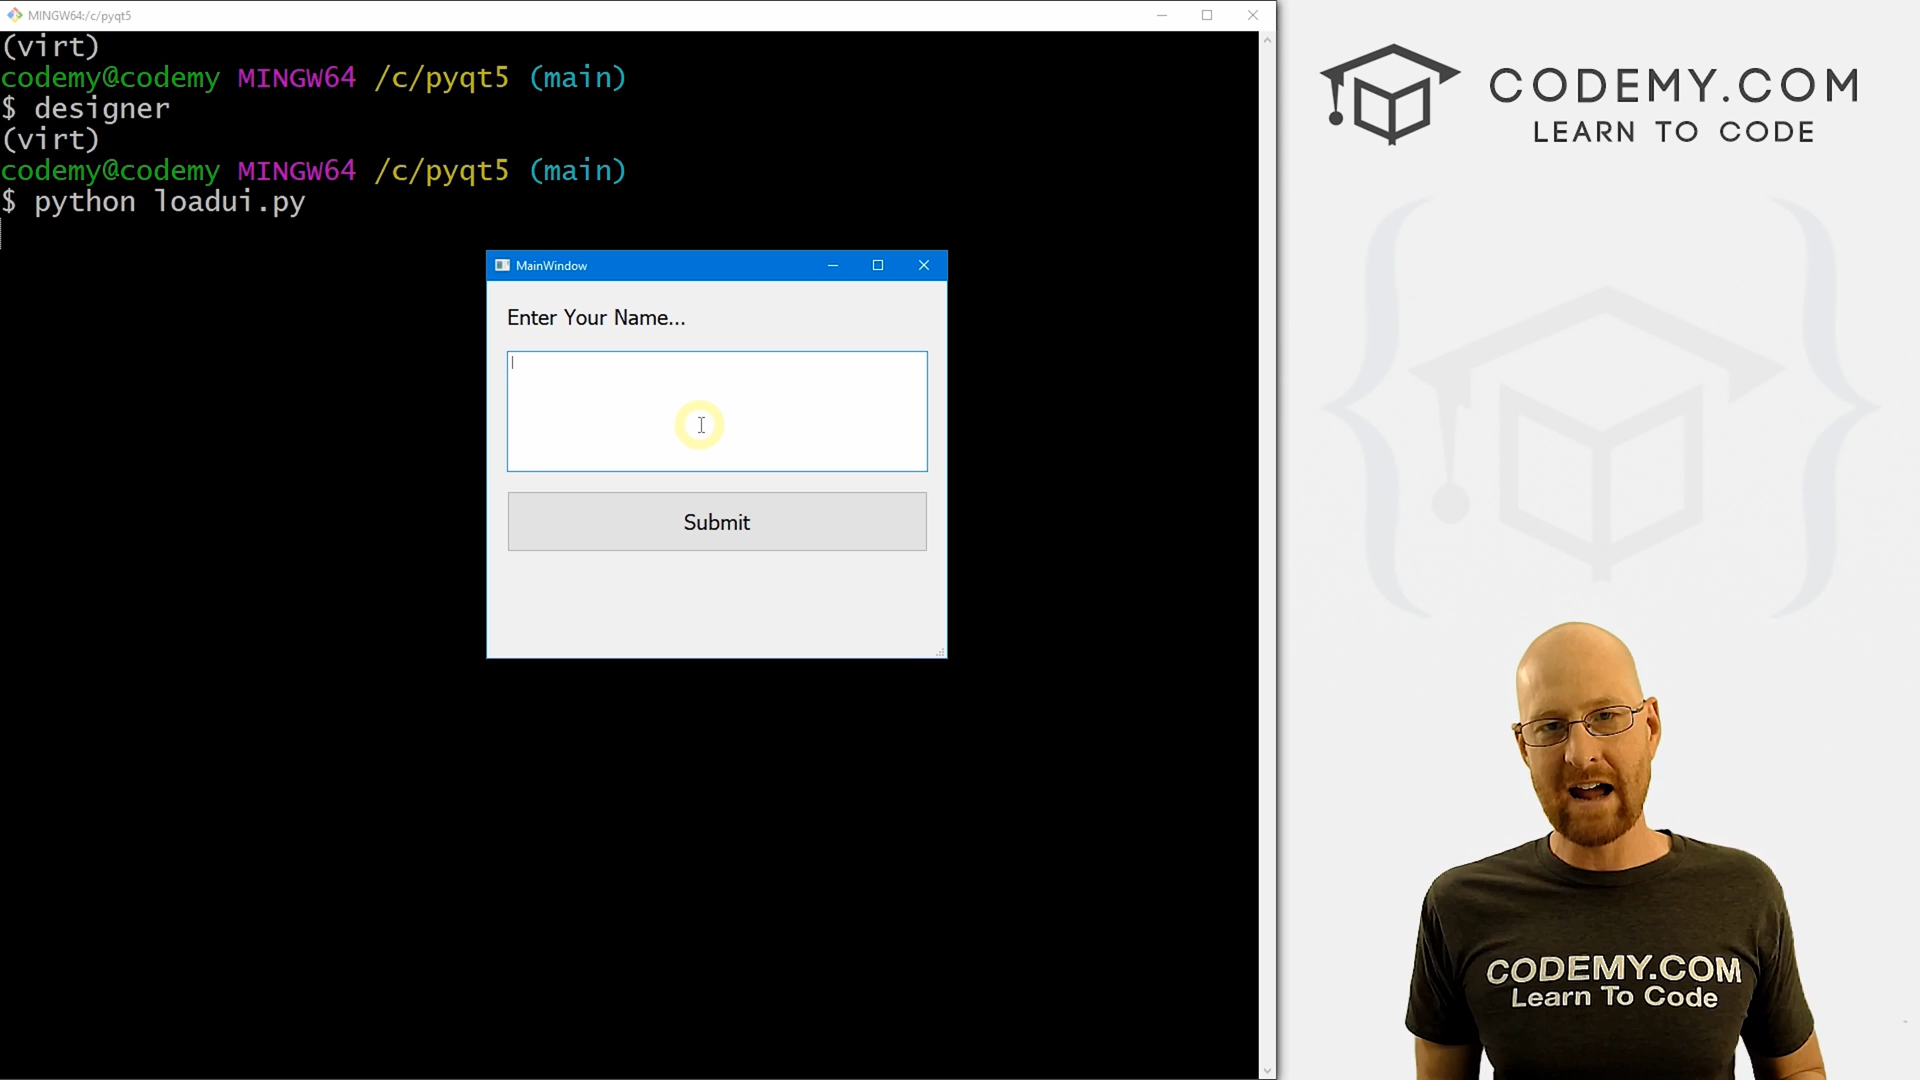 MINGW64:/c/pyqt5
(virt)
codemy@codemy MINGW64 /c/pyqt5 (main)
$ designer
(virt)
codemy@codemy MINGW64 /c/pyqt5 (main)
$ python loadui.py
MainWindow
Enter Your Name...
Submit
CODEMY.COM
LEARN TO CODE
CODEMY.COM
Learn To Code